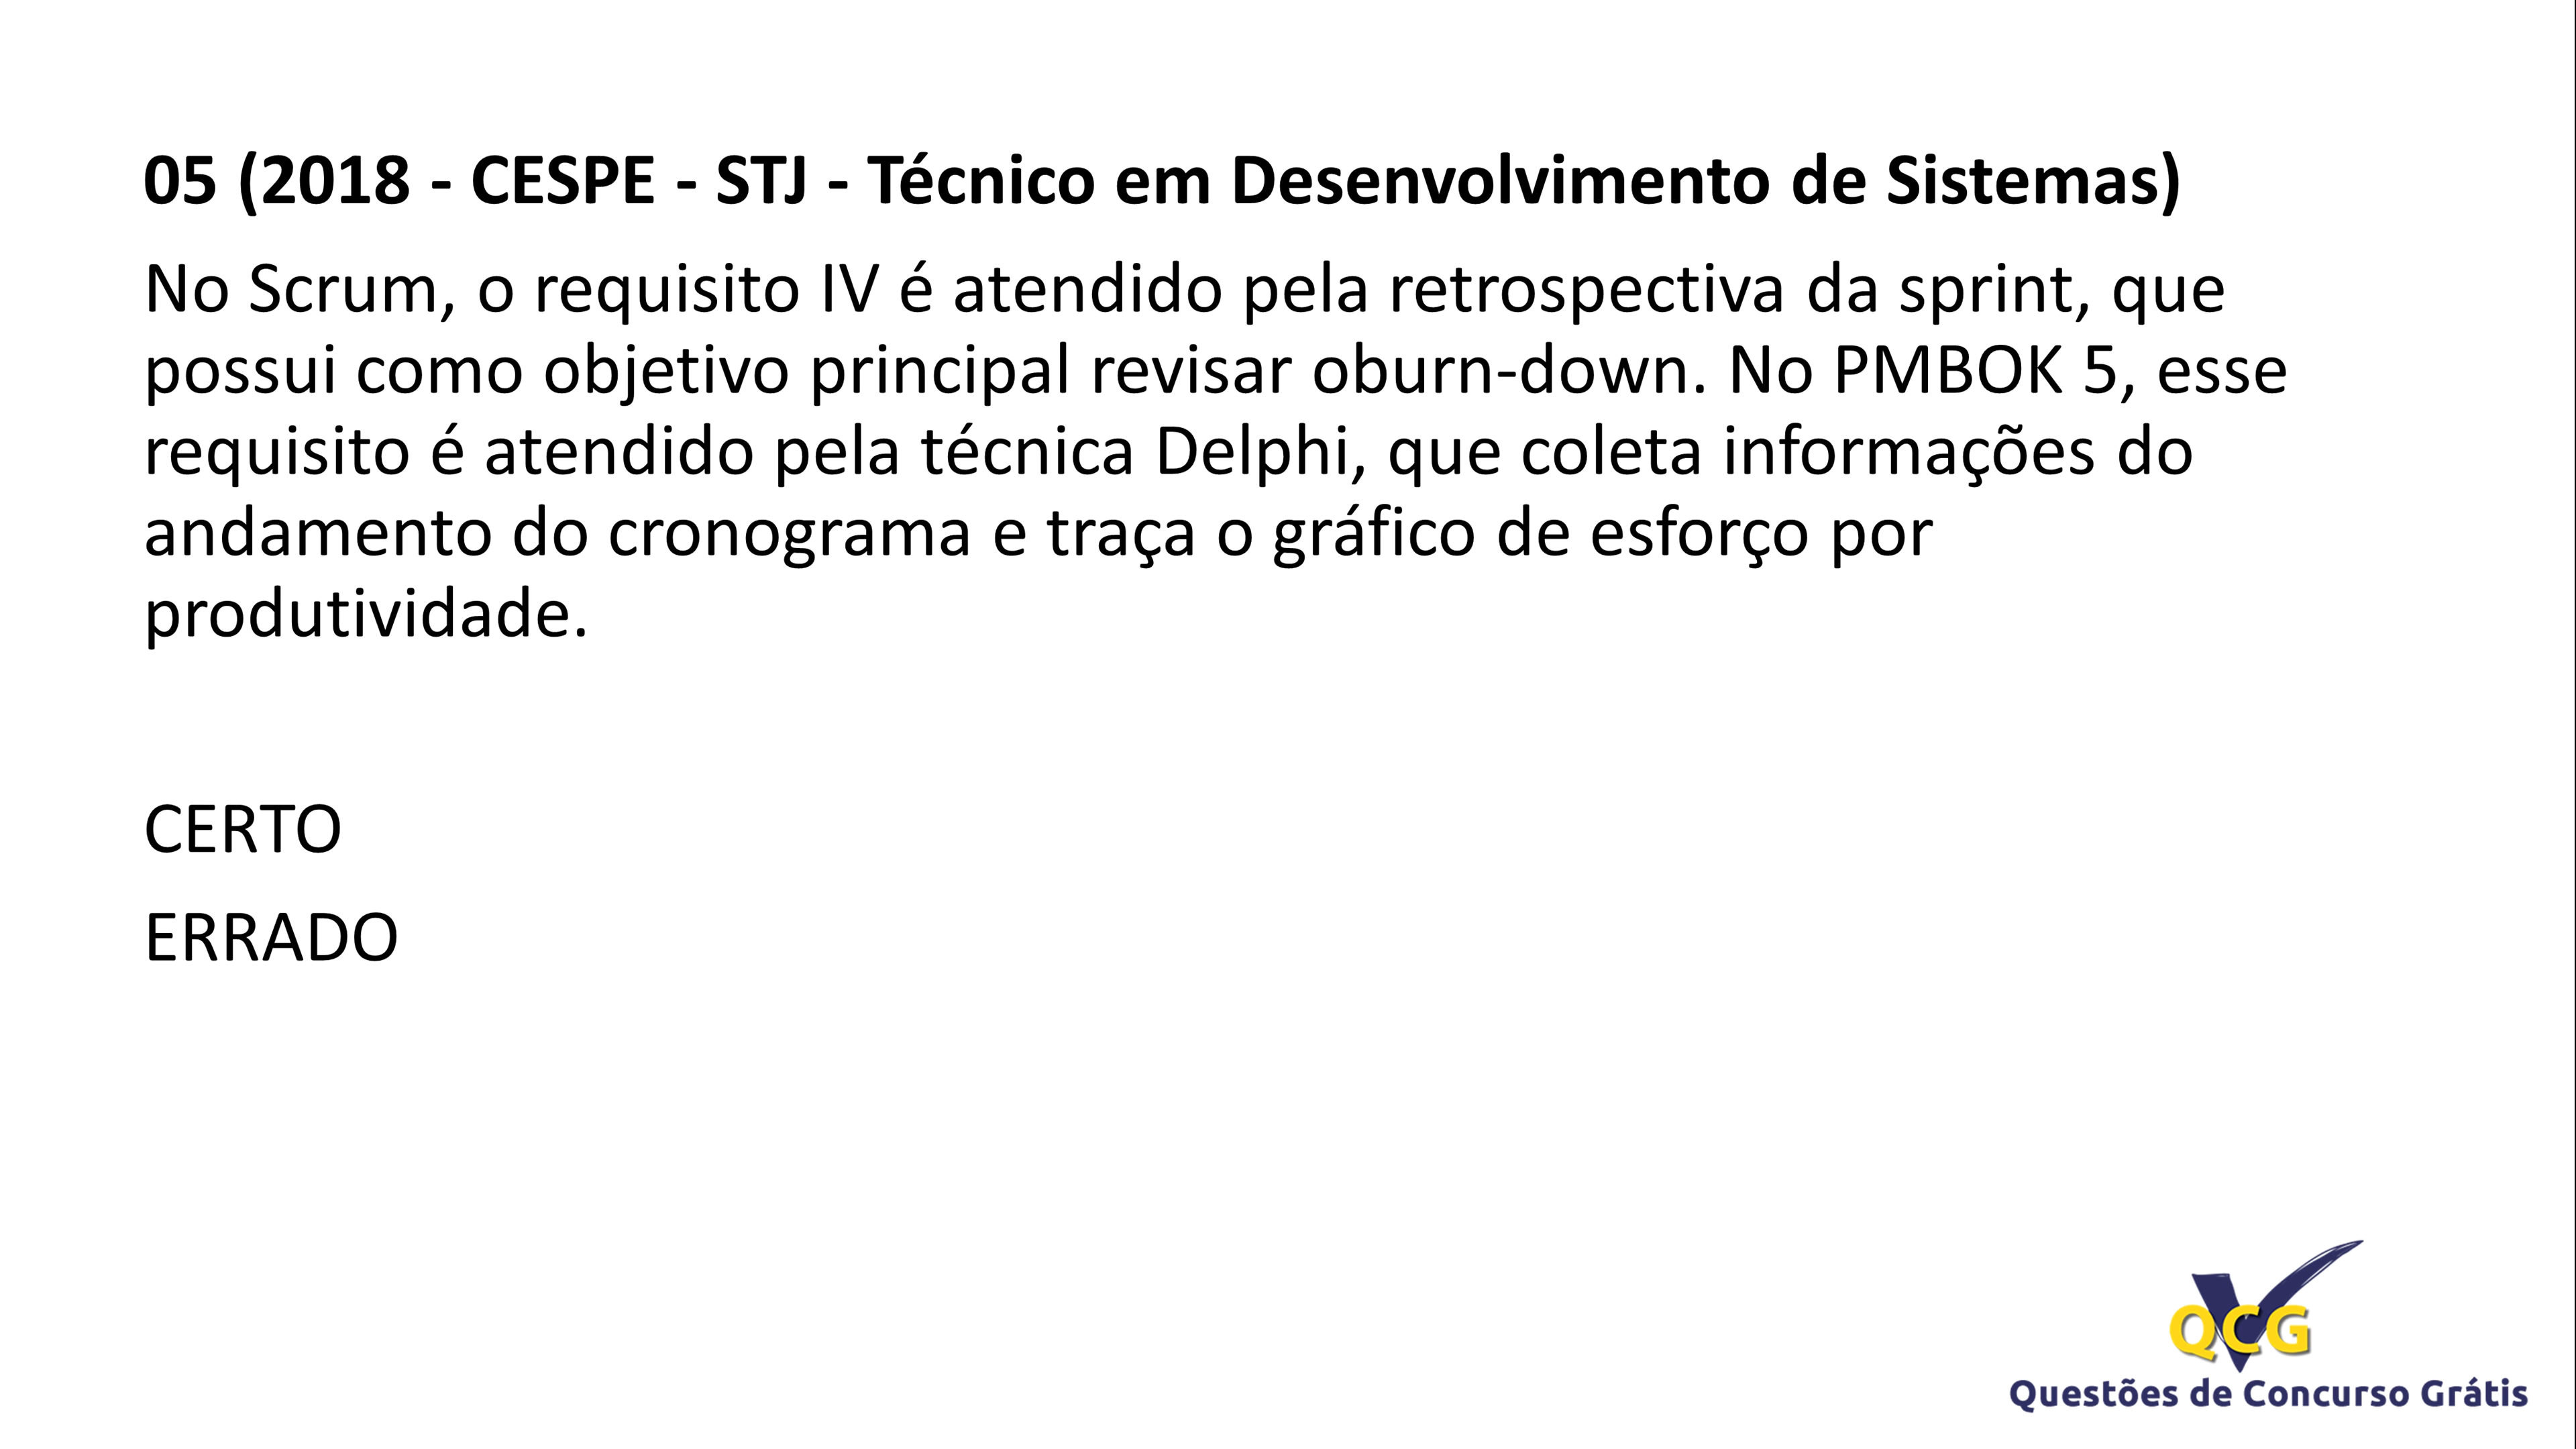 05 (2018 - CESPE - STJ - Técnico em Desenvolvimento de Sistemas)
No Scrum, o requisito IV é atendido pela retrospectiva da sprint, que
possui como objetivo principal revisar oburn-down. No PMBOK 5, esse
requisito é atendido pela técnica Delphi, que coleta informações do
andamento do cronograma e traça o gráfico de esforço por
produtividade.
CERTO
ERRADO
QCG
Questões de Concurso Grátis